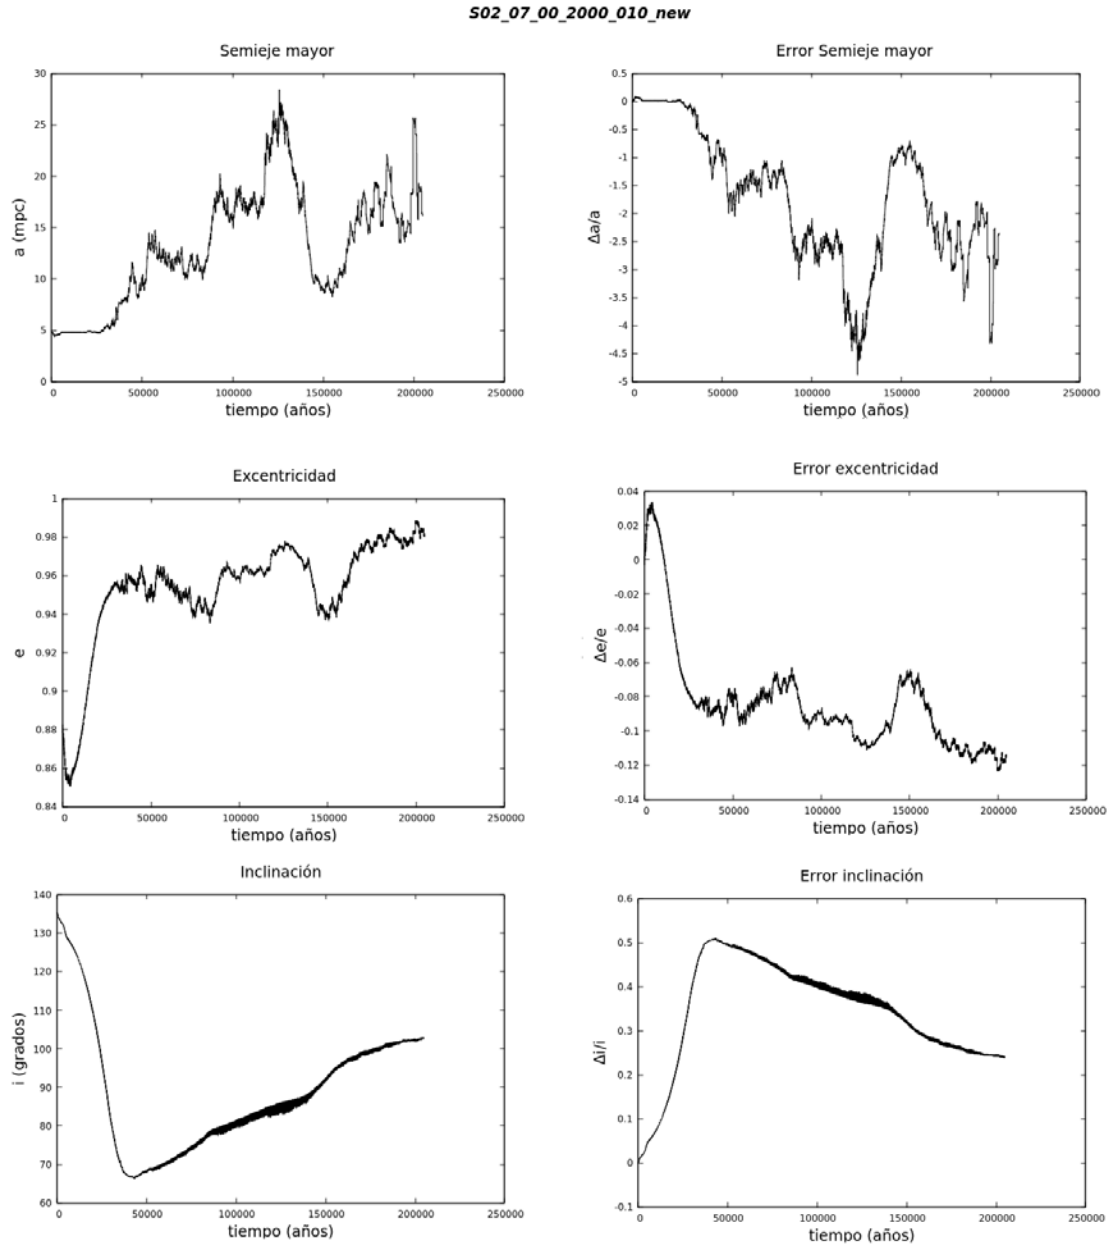 S02_07_00_2000_010_new
Semieje mayor
30
25
20
15
10
5
0
a (mpc)
50000 100000 150000 200000 250000
tiempo (años)
Error Semieje mayor
0.5
0
-0.5
-1
-1.5
-2
-2.5
-3
-3.5
-4
-4.5
-5
Δa/a
0 50000 100000 150000 200000 250000
tiempo (años)
Excentricidad
1
0.98
0.96
0.94
0.92
0.9
0.88
0.86
0.84
e
0 50000 100000 150000 200000 250000
tiempo (años)
Error excentricidad
0.04
0.02
0
-0.02
-0.04
-0.06
-0.08
-0.1
-0.12
-0.14
Δe/e
0 50000 100000 150000 200000 250000
tiempo (años)
Inclinación
140
130
120
110
100
90
80
70
60
i (grados)
0 50000 100000 150000 200000 250000
tiempo (años)
Error inclinación
0.6
0.5
0.4
0.3
0.2
0.1
0
-0.1
Δi/i
0 50000 100000 150000 200000 250000
tiempo (años)